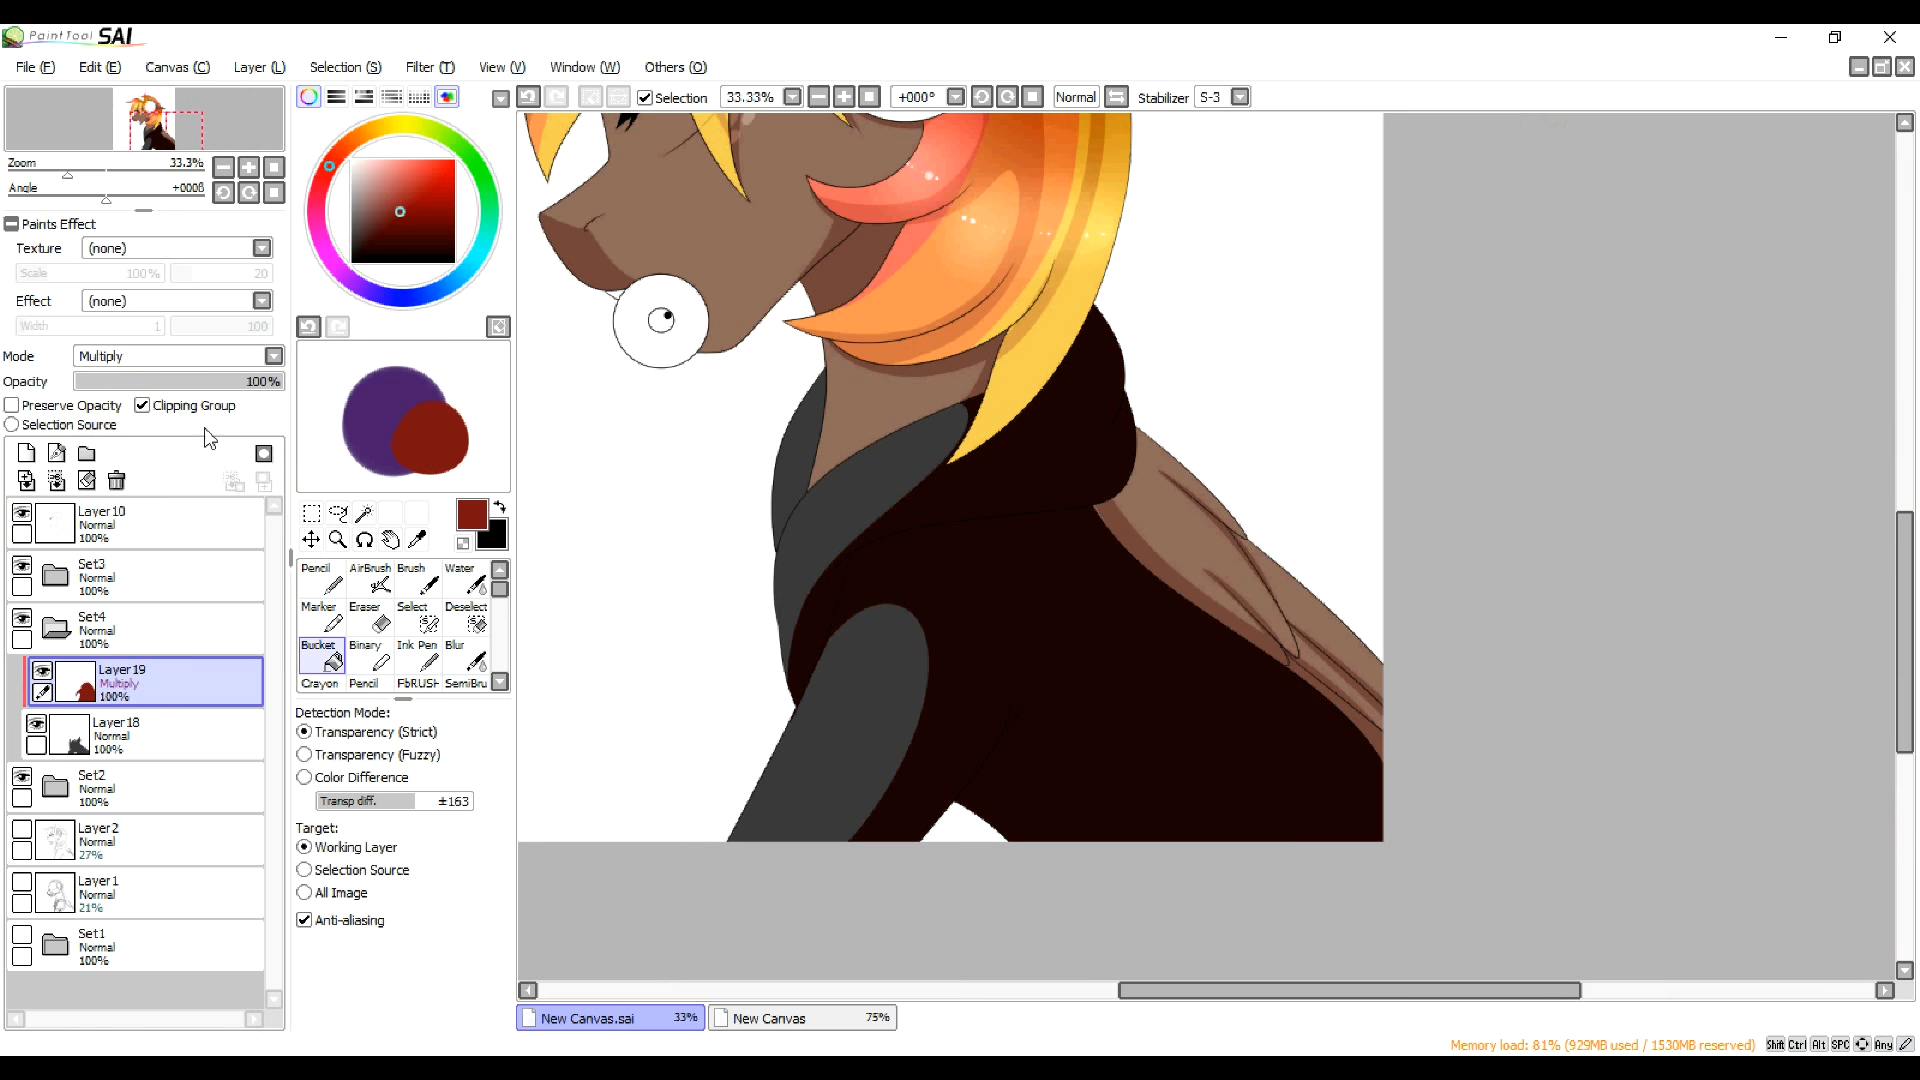 PaintTool SAI
File (F) Edit (E) Canvas (C) Layer (L) Selection (S) Filter (T) View (V) Window (W) Others (O)
Selection 33.33% +000° Normal Stabilizer S-3
Zoom 33.3%
Angle +000ß
Paints Effect
Texture (none)
Scale 100% 20
Effect (none)
Width 1 100
Mode Multiply
Opacity 100%
Preserve Opacity Clipping Group
Selection Source
Layer10
Normal
100%
Set3
Normal
100%
Set4
Normal
100%
Layer19
Multiply
100%
Layer18
Normal
100%
Set2
Normal
100%
Layer2
Normal
27%
Layer1
Normal
21%
Set1
Normal
100%
Pencil AirBrush Brush Water
Marker Eraser Select Deselect
Bucket Binary Ink Pen Blur
Crayon Pencil FbRUSH SemiBru
Detection Mode:
Transparency (Strict)
Transparency (Fuzzy)
Color Difference
Transp diff. ±163
Target:
Working Layer
Selection Source
All Image
Anti-aliasing
New Canvas.sai 33% New Canvas 75%
Memory load: 81% (929MB used / 1530MB reserved) Shift Ctrl Alt SPC Any